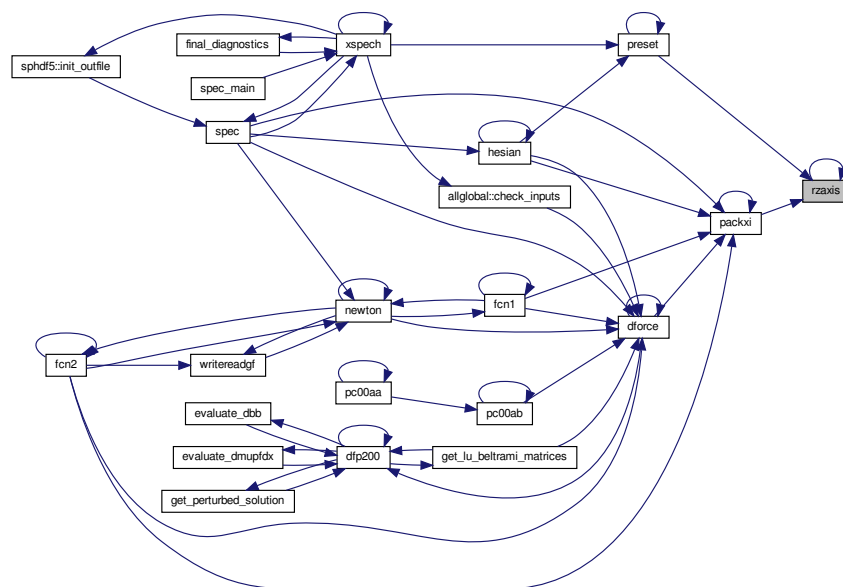 final_diagnostics
xspech
preset
sphdf5::init_outfile
spec_main
spec
hesian
allglobal::check_inputs
rzaxis
packxi
newton
fcn1
dforce
fcn2
writereadgf
pc00aa
pc00ab
evaluate_dbb
evaluate_dmupfdx
dfp200
get_lu_beltrami_matrices
get_perturbed_solution